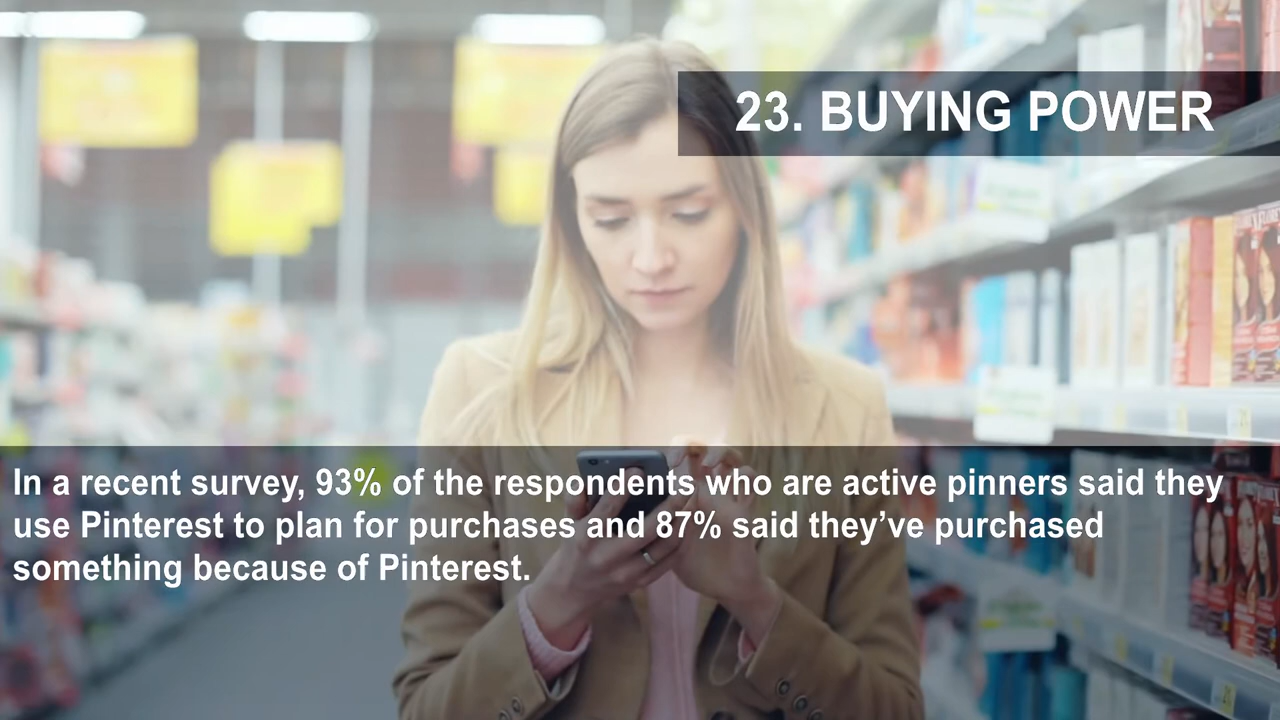 23. BUYING POWER
In a recent survey, 93% of the respondents who are active pinners said they
use Pinterest to plan for purchases and 87% said they’ve purchased
something because of Pinterest.